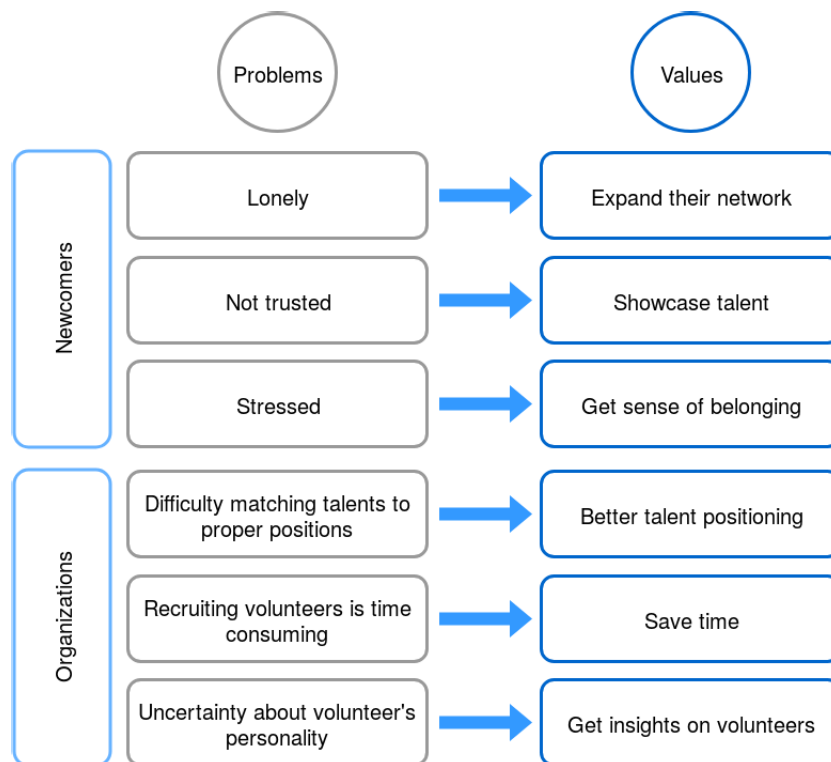 Problems
Values
Newcomers
Lonely
Expand their network
Not trusted
Showcase talent
Stressed
Get sense of belonging
Organizations
Difficulty matching talents to
proper positions
Better talent positioning
Recruiting volunteers is time
consuming
Save time
Uncertainty about volunteer's
personality
Get insights on volunteers